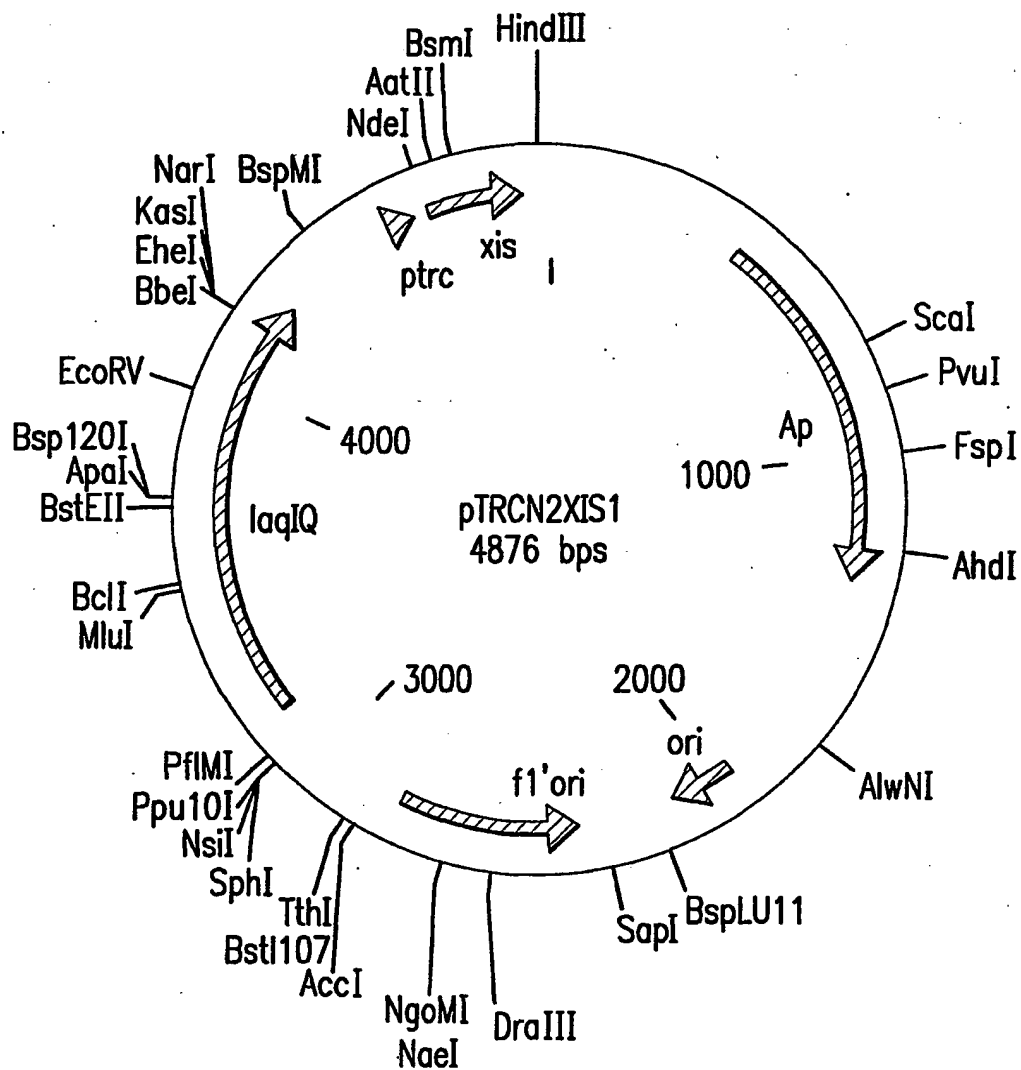 HindIII
BsmI
AatII
NdeI
NarI BspMI
KasI
EheI
BbeI
xis
ptrc
I
ScaI
PvuI
EcoRV
4000
Ap
FspI
Bsp120I
ApaI
BstEII
1000
laqIQ
pTRCN2XIS1
4876 bps
AhdI
BclI
MluI
3000
2000
ori
PflMI
Ppu10I
NsiI
SphI
f1'ori
AlwNI
TthI
Bst1107
AccI
SapI
BspLU11
NgoMI
NaeI
DraIII